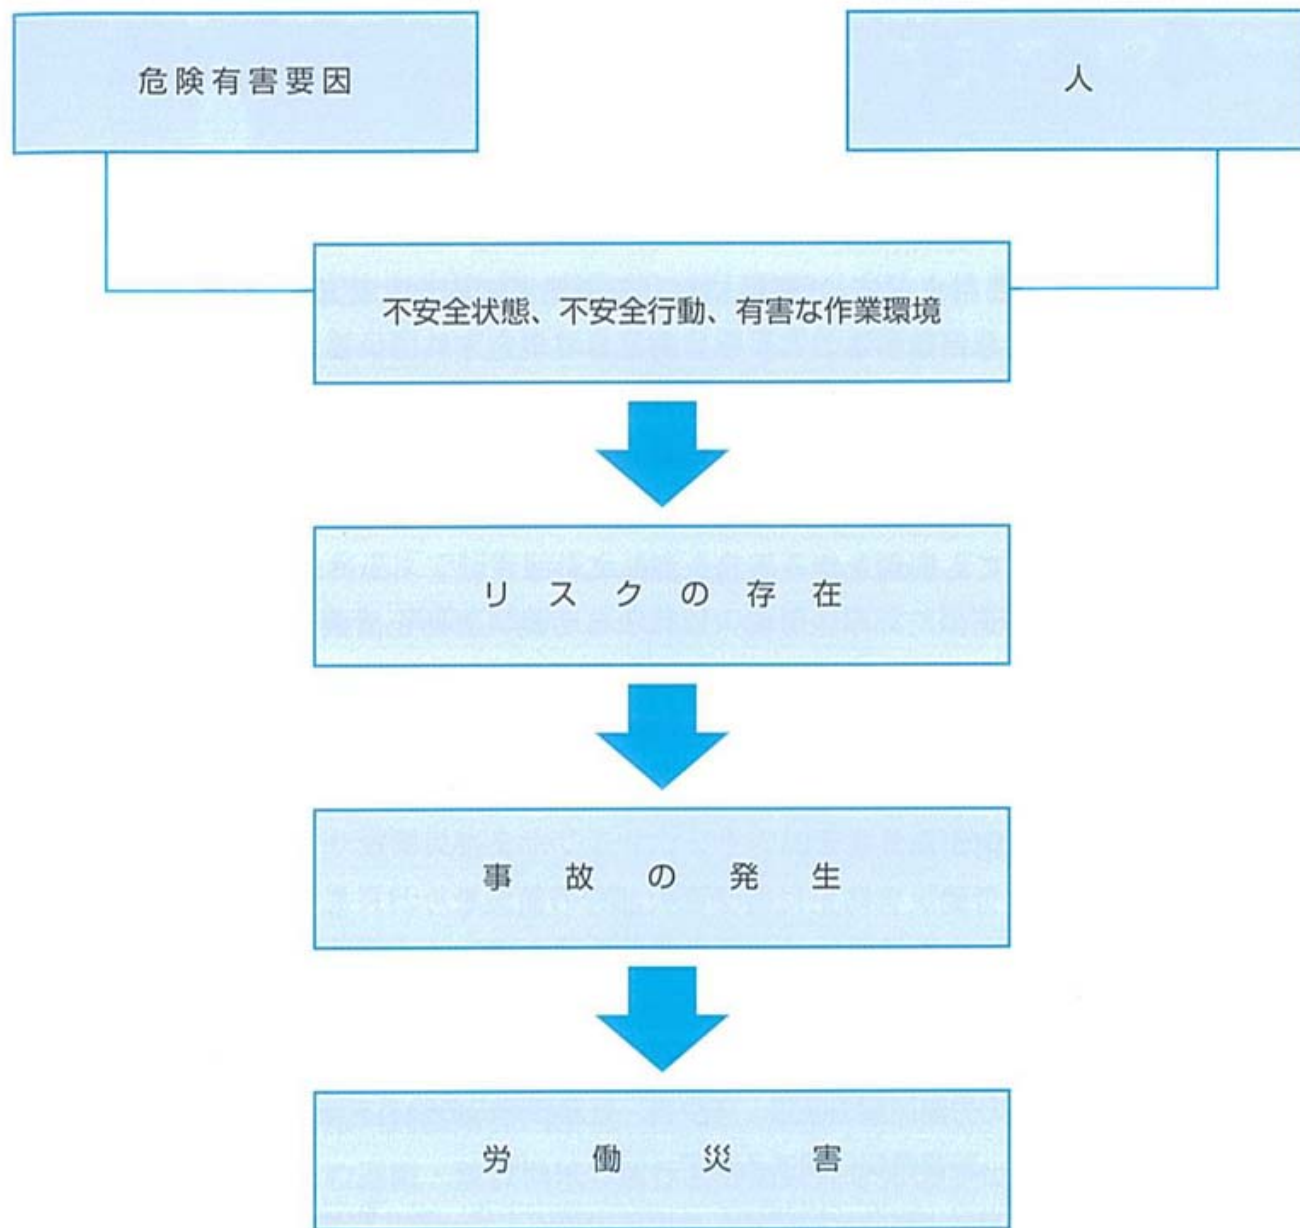 危険有害要因
人
不安全状態、不安全行動、有害な作業環境
リスクの存在
事故の発生
労働災害